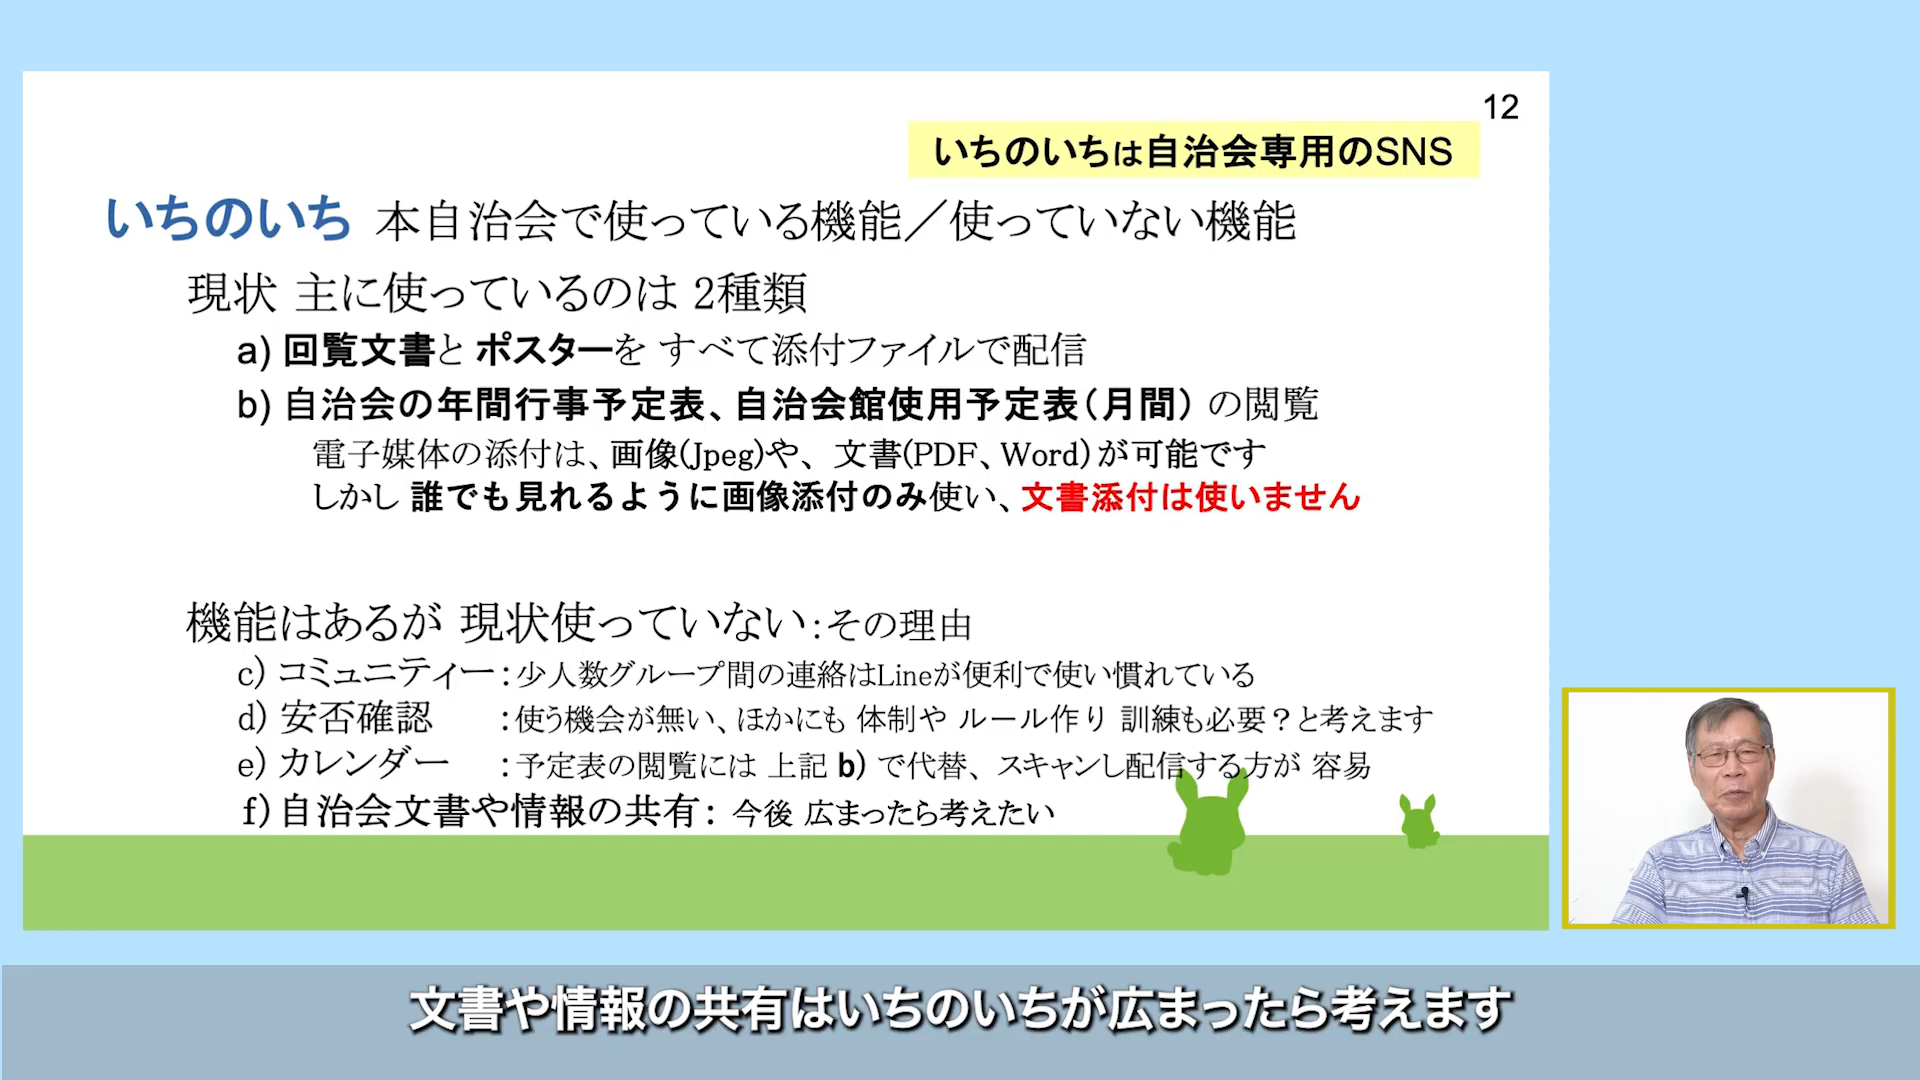 12
いちのいちは自治会専用のSNS
いちのいち 本自治会で使っている機能／使っていない機能
現状 主に使っているのは 2種類
a) 回覧文書と ポスターを すべて添付ファイルで配信
b) 自治会の年間行事予定表、自治会館使用予定表（月間） の閲覧
電子媒体の添付は、画像(Jpeg)や、 文書(PDF、Word)が可能です
しかし 誰でも見れるように画像添付のみ使い、文書添付は使いません
機能はあるが 現状使っていない：その理由
c) コミュニティー：少人数グループ間の連絡はLineが便利で使い慣れている
d) 安否確認 ：使う機会が無い、ほかにも 体制や ルール作り 訓練も必要？と考えます
e) カレンダー ：予定表の閲覧には 上記 b) で代替、 スキャンし配信する方が 容易
f) 自治会文書や情報の共有： 今後 広まったら考えたい
文書や情報の共有はいちのいちが広まったら考えます